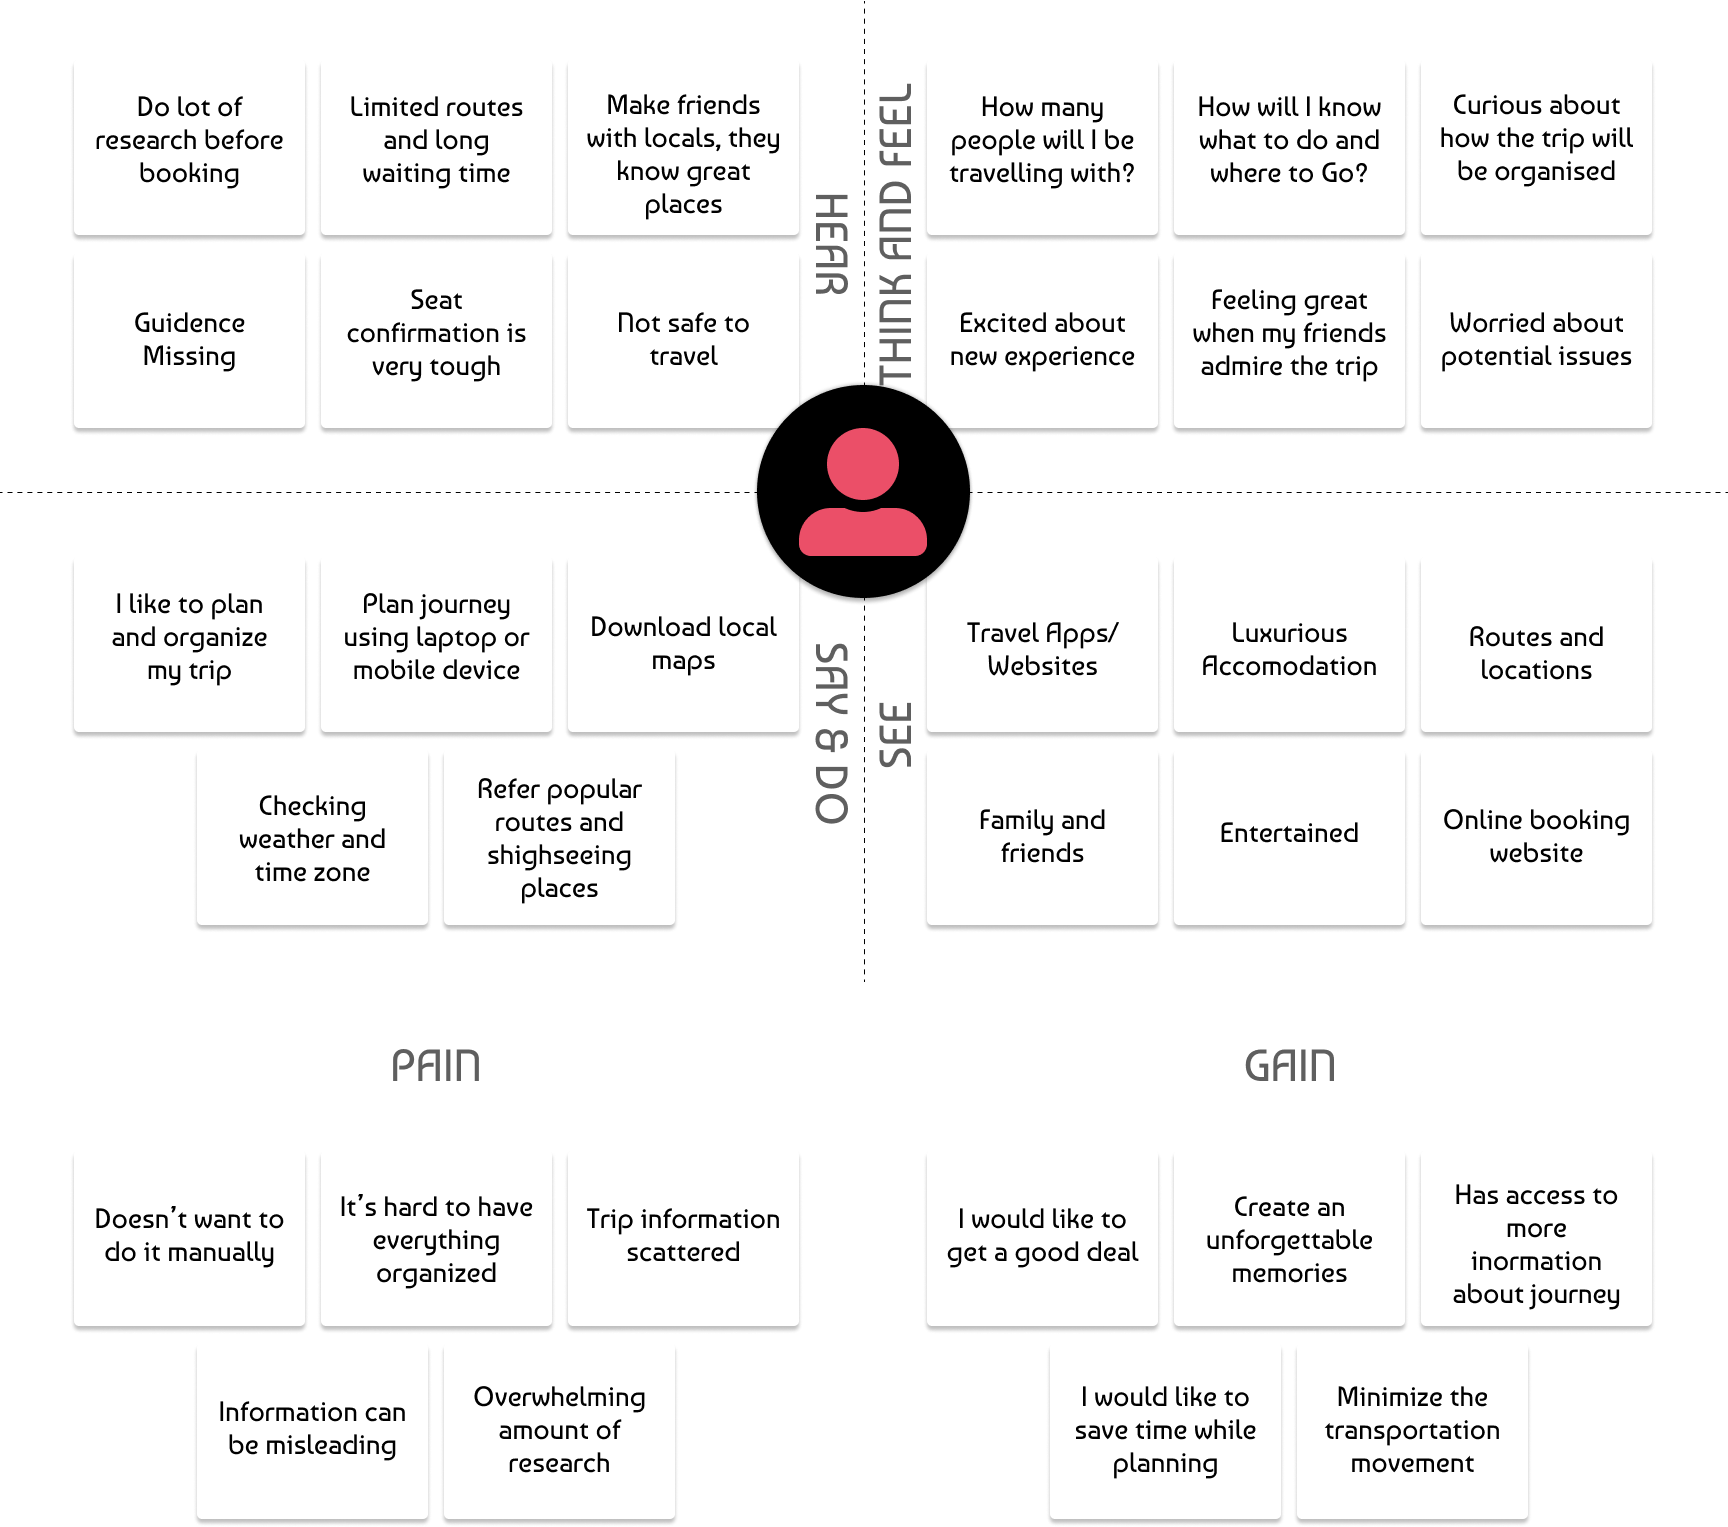 HEAR
Do lot of
research before
booking
Limited routes
and long
waiting time
Make friends
with locals, they
know great
places
Guidence
Missing
Seat
confirmation is
very tough
Not safe to
travel
THINK AND FEEL
How many
people will I be
travelling with?
How will I know
what to do and
where to Go?
Curious about
how the trip will
be organised
Excited about
new experience
Feeling great
when my friends
admire the trip
Worried about
potential issues
SAY & DO
I like to plan
and organize
my trip
Plan journey
using laptop or
mobile device
Download local
maps
Checking
weather and
time zone
Refer popular
routes and
shighseeing
places
SEE
Travel Apps/
Websites
Luxurious
Accomodation
Routes and
locations
Family and
friends
Entertained
Online booking
website
PAIN
Doesn't want to
do it manually
It's hard to have
everything
organized
Trip information
scattered
Information can
be misleading
Overwhelming
amount of
research
GAIN
I would like to
get a good deal
Create an
unforgettable
memories
Has access to
more
inormation
about journey
I would like to
save time while
planning
Minimize the
transportation
movement